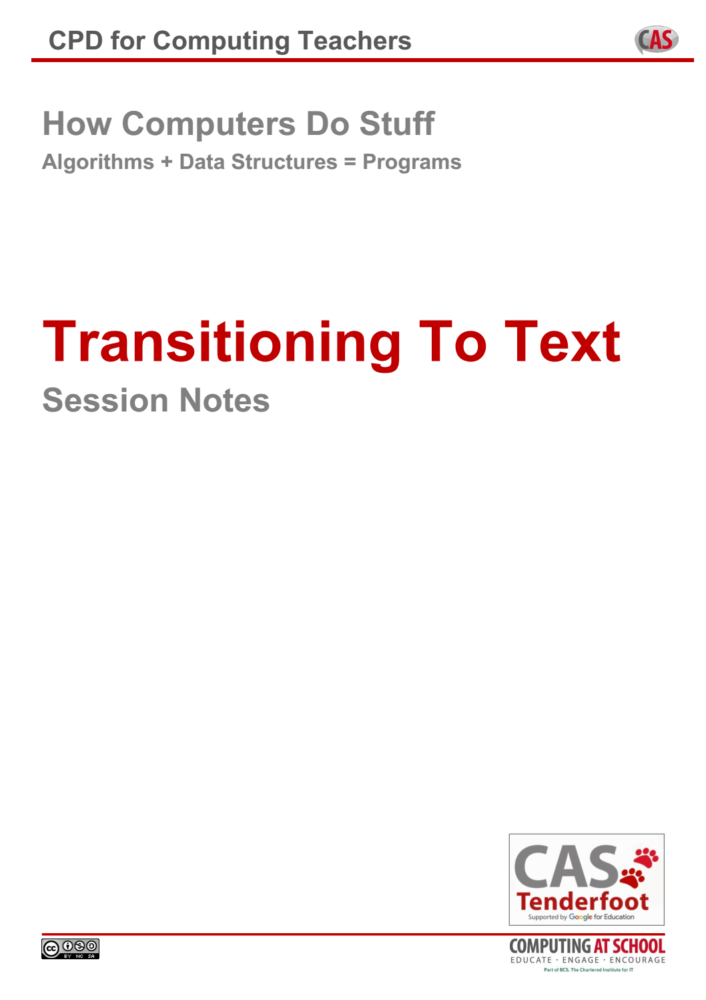 CPD for Computing Teachers
CAS
How Computers Do Stuff
Algorithms + Data Structures = Programs
Transitioning To Text
Session Notes
CAS
Tenderfoot
Supported by Google for Education
cc
BY NC SA
COMPUTING AT SCHOOL
EDUCATE · ENGAGE · ENCOURAGE
Part of BCS, The Chartered Institute for IT